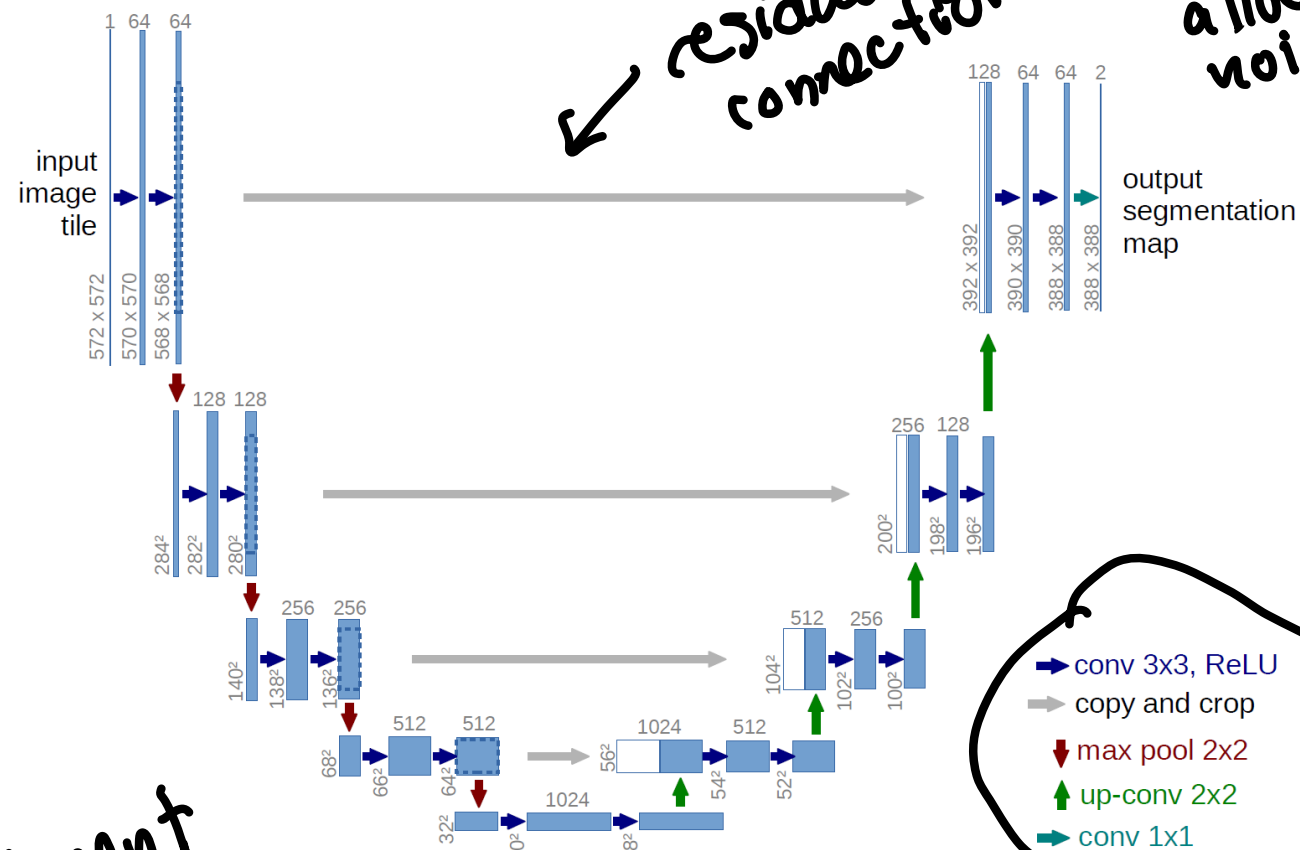 1 64 64
input
image
tile
572 x 572
570 x 570
568 x 568
connection
128 64 64 2
output
segmentation
map
392 x 392
390 x 390
388 x 388
388 x 388
128 128
284²
282²
280²
256 128
200²
198²
196²
256 256
140²
138²
136²
512 256
104²
102²
100²
512 512
68²
66²
64²
1024 512
56²
54²
52²
1024
32²
conv 3x3, ReLU
copy and crop
max pool 2x2
up-conv 2x2
conv 1x1